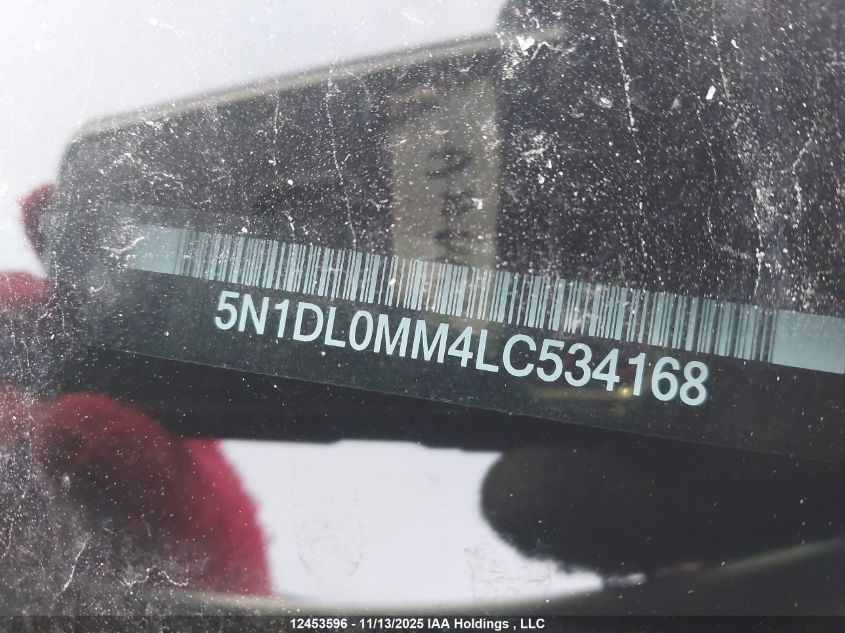 5N1DL0MM4LC534168
12453596 - 11/13/2025 IAA Holdings , LLC